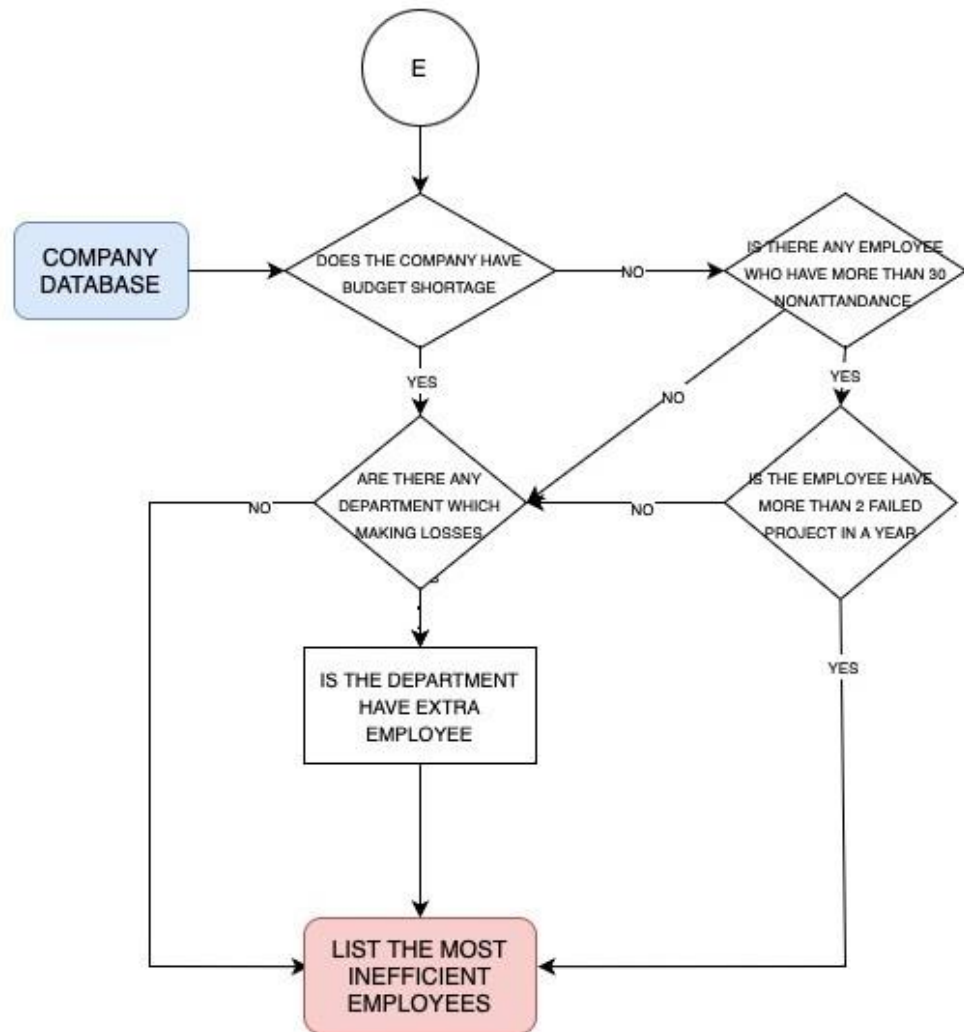 E
COMPANY
DATABASE
DOES THE COMPANY HAVE
BUDGET SHORTAGE
NO
IS THERE ANY EMPLOYEE
WHO HAVE MORE THAN 30
NONATTANDANCE
YES
NO
YES
ARE THERE ANY
DEPARTMENT WHICH
MAKING LOSSES
NO
NO
IS THE EMPLOYEE HAVE
MORE THAN 2 FAILED
PROJECT IN A YEAR
IS THE DEPARTMENT
HAVE EXTRA
EMPLOYEE
YES
LIST THE MOST
INEFFICIENT
EMPLOYEES